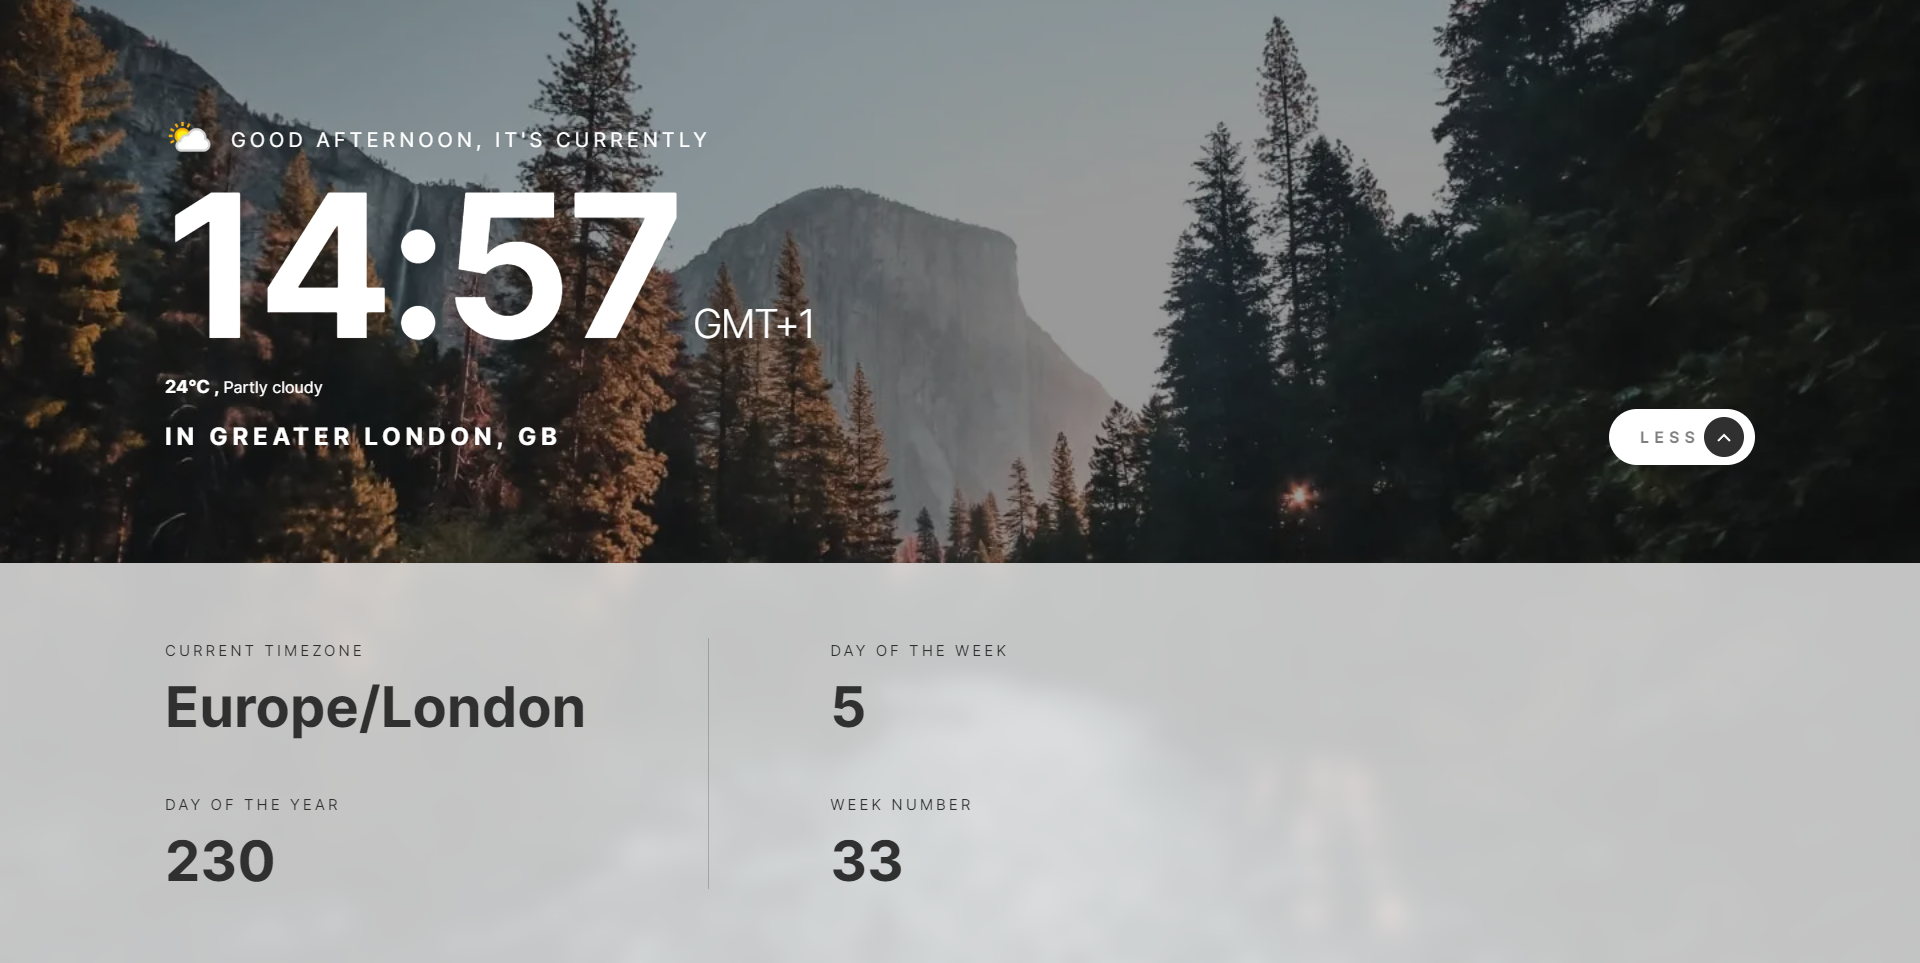 GOOD AFTERNOON, IT'S CURRENTLY
14:57 GMT+1
24°C , Partly cloudy
IN GREATER LONDON, GB
LESS
CURRENT TIMEZONE
Europe/London
DAY OF THE YEAR
230
DAY OF THE WEEK
5
WEEK NUMBER
33